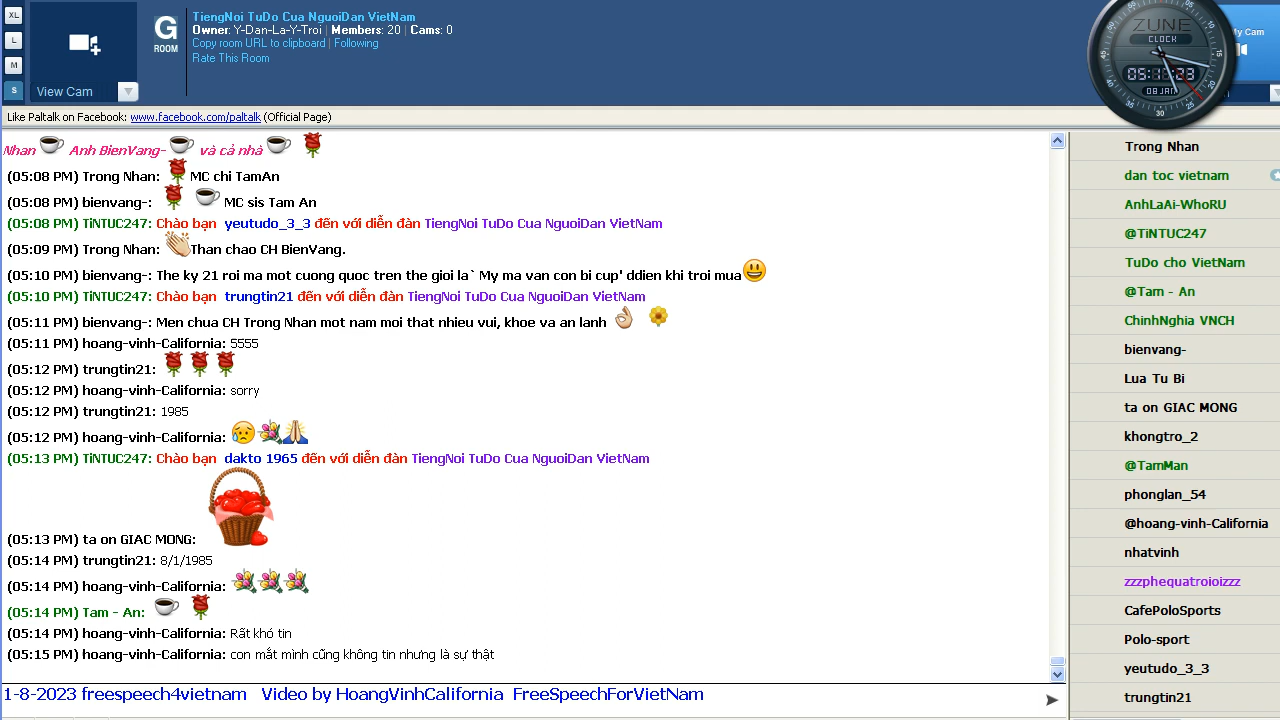 XL
L
M
S
View Cam
G
ROOM
TiengNoi TuDo Cua NguoiDan VietNam
Owner: Y-Dan-La-Y-Troi | Members: 20 | Cams: 0
Copy room URL to clipboard | Following
Rate This Room
ZUNE
CLOCK
08 JAN
30
My Cam
Like Paltalk on Facebook: www.facebook.com/paltalk (Official Page)
Nhan Anh BienVang- và cả nhà
(05:08 PM) Trong Nhan: MC chi TamAn
(05:08 PM) bienvang-: MC sis Tam An
(05:08 PM) TiNTUC247: Chào bạn yeutudo_3_3 đến với diễn đàn TiengNoi TuDo Cua NguoiDan VietNam
(05:09 PM) Trong Nhan: Than chao CH BienVang.
(05:10 PM) bienvang-: The ky 21 roi ma mot cuong quoc tren the gioi la` My ma van con bi cup' ddien khi troi mua
(05:10 PM) TiNTUC247: Chào bạn trungtin21 đến với diễn đàn TiengNoi TuDo Cua NguoiDan VietNam
(05:11 PM) bienvang-: Men chua CH Trong Nhan mot nam moi that nhieu vui, khoe va an lanh
(05:11 PM) hoang-vinh-California: 5555
(05:12 PM) trungtin21:
(05:12 PM) hoang-vinh-California: sorry
(05:12 PM) trungtin21: 1985
(05:12 PM) hoang-vinh-California:
(05:13 PM) TiNTUC247: Chào bạn dakto 1965 đến với diễn đàn TiengNoi TuDo Cua NguoiDan VietNam
(05:13 PM) ta on GIAC MONG:
(05:14 PM) trungtin21: 8/1/1985
(05:14 PM) hoang-vinh-California:
(05:14 PM) Tam - An:
(05:14 PM) hoang-vinh-California: Rất khó tin
(05:15 PM) hoang-vinh-California: con mắt mình cũng không tin nhưng là sự thật
1-8-2023 freespeech4vietnam Video by HoangVinhCalifornia FreeSpeechForVietNam
Trong Nhan
dan toc vietnam
AnhLaAi-WhoRU
@TiNTUC247
TuDo cho VietNam
@Tam - An
ChinhNghia VNCH
bienvang-
Lua Tu Bi
ta on GIAC MONG
khongtro_2
@TamMan
phonglan_54
@hoang-vinh-California
nhatvinh
zzzphequatroioizzz
CafePoloSports
Polo-sport
yeutudo_3_3
trungtin21